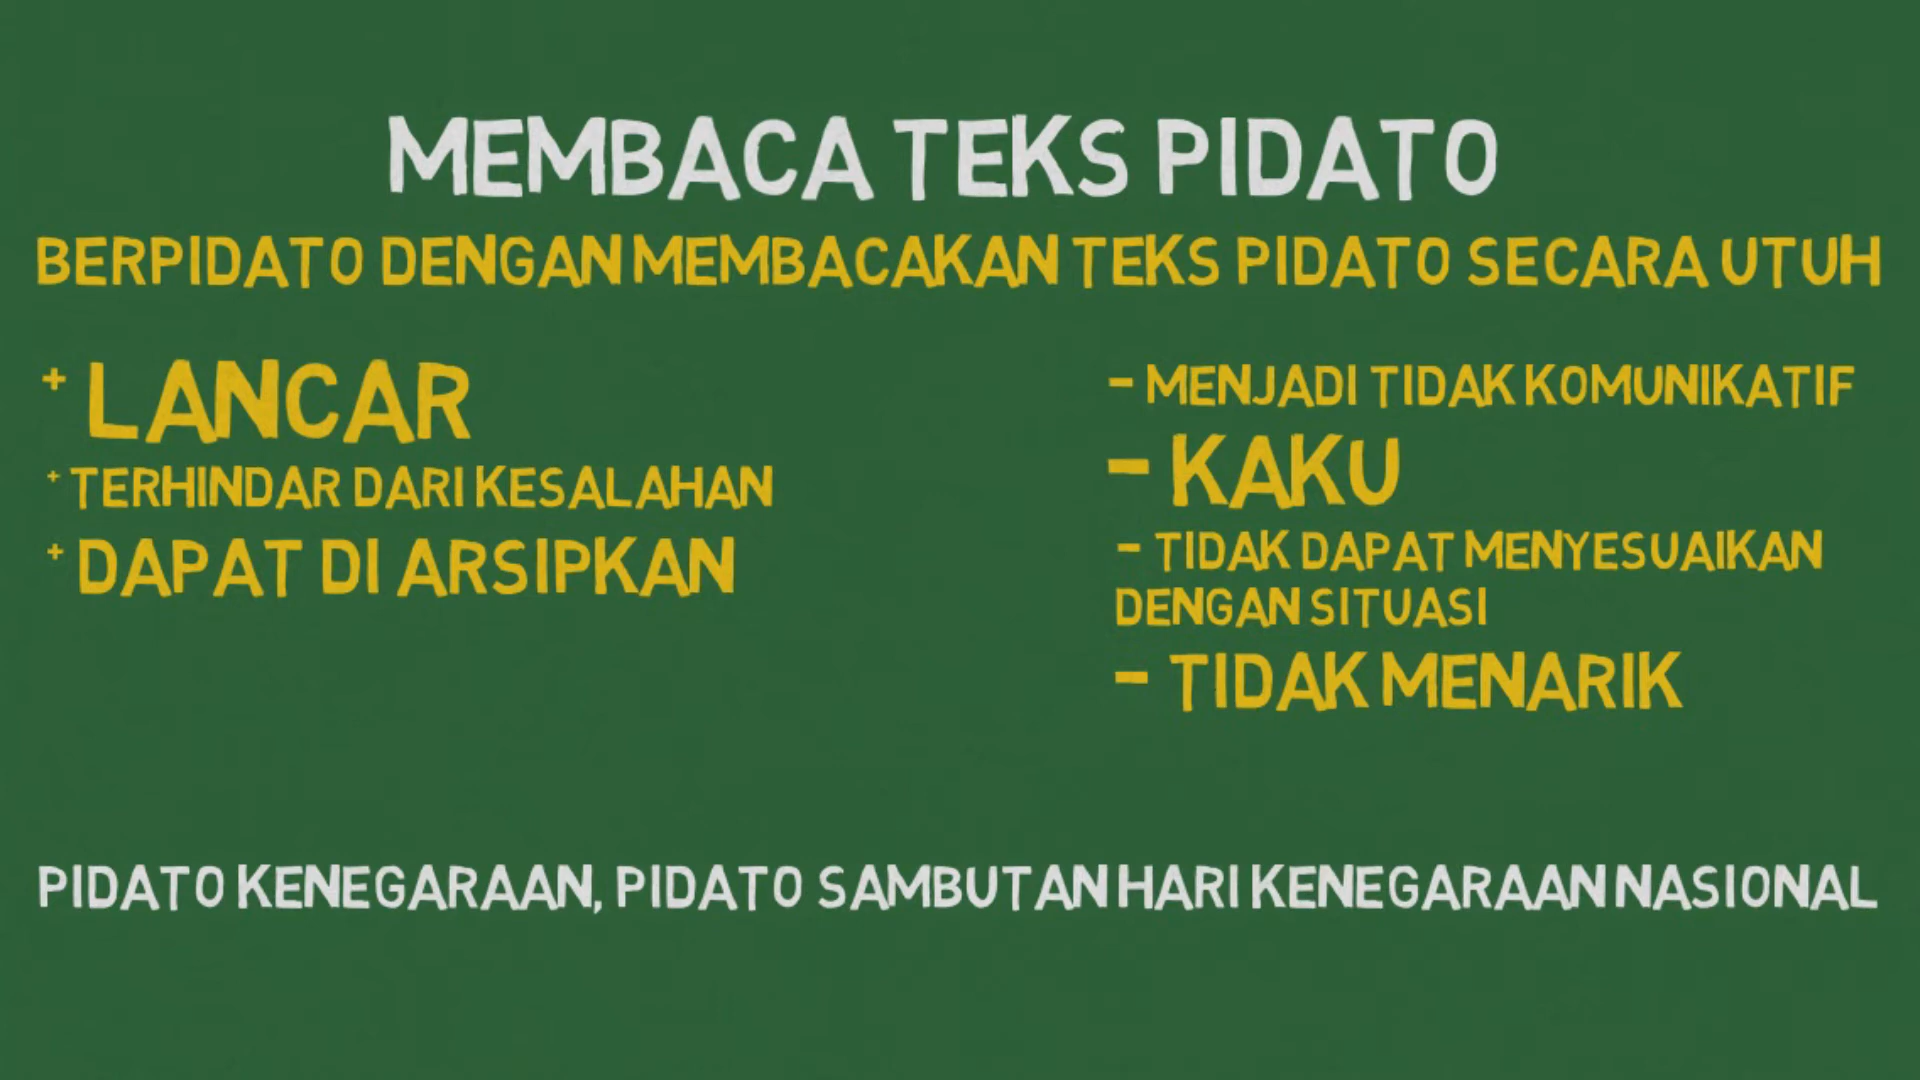 MEMBACA TEKS PIDATO
BERPIDATO DENGAN MEMBACAKAN TEKS PIDATO SECARA UTUH
+ LANCAR
+ TERHINDAR DARI KESALAHAN
+ DAPAT DI ARSIPKAN
- MENJADI TIDAK KOMUNIKATIF
- KAKU
- TIDAK DAPAT MENYESUAIKAN
DENGAN SITUASI
- TIDAK MENARIK
PIDATO KENEGARAAN, PIDATO SAMBUTAN HARI KENEGARAAN NASIONAL